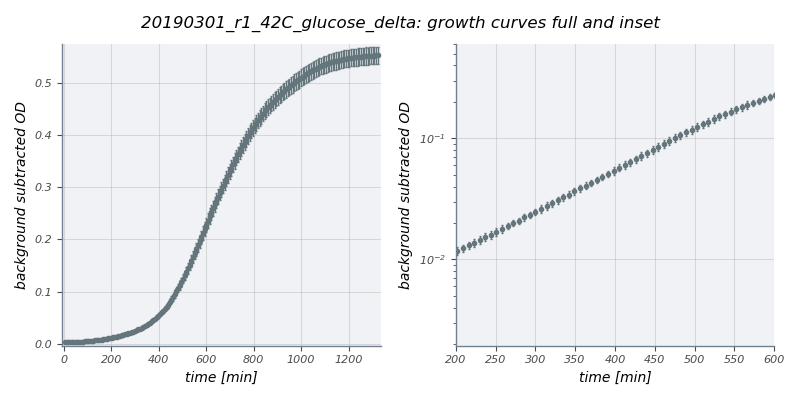 20190301_r1_42C_glucose_delta: growth curves full and inset
background subtracted OD
0.5
0.4
0.3
0.2
0.1
0.0
0 200 400 600 800 1000 1200
time [min]
background subtracted OD
10⁻¹
10⁻²
200 250 300 350 400 450 500 550 600
time [min]